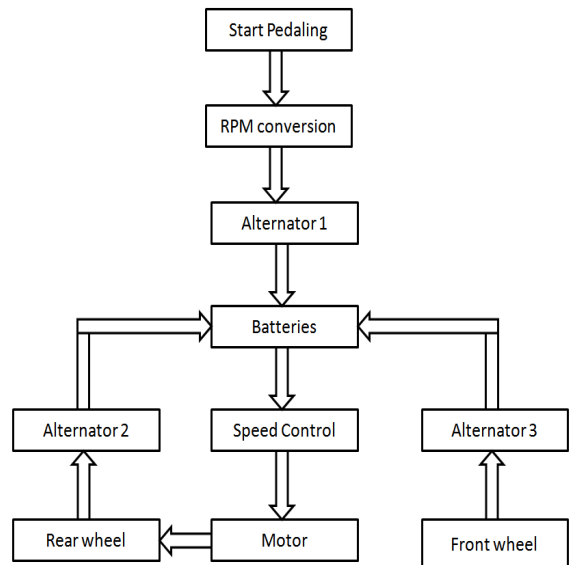 Start Pedaling
RPM conversion
Alternator 1
Batteries
Alternator 2
Speed Control
Alternator 3
Rear wheel
Motor
Front wheel